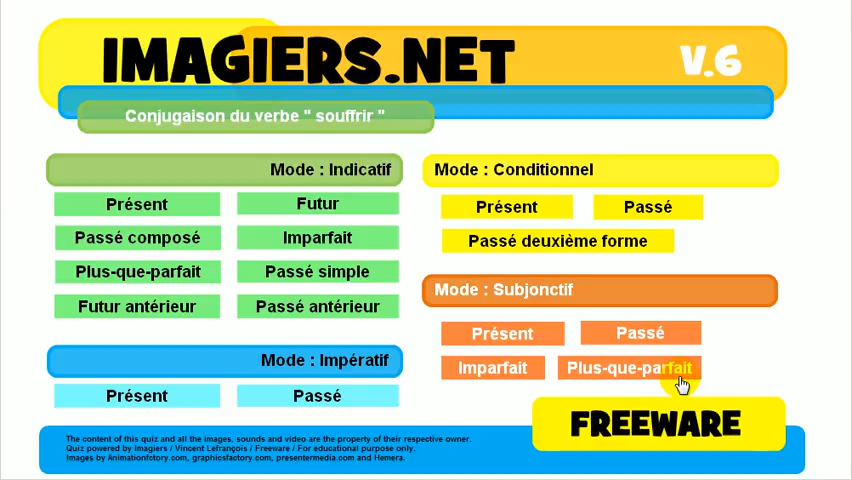 IMAGIERS.NET
V.6
Conjugaison du verbe " souffrir "
Mode : Indicatif
Présent
Futur
Passé composé
Imparfait
Plus-que-parfait
Passé simple
Futur antérieur
Passé antérieur
Mode : Impératif
Présent
Passé
Mode : Conditionnel
Présent
Passé
Passé deuxième forme
Mode : Subjonctif
Présent
Passé
Imparfait
Plus-que-parfait
FREEWARE
The content of this quiz and all the images, sounds and video are the property of their respective owner.
Quiz powered by Imagiers / Vincent Lefrançois / Freeware / For educational purpose only.
Images by Animationfctory.com, graphicsfactory.com, presentermedia.com and Hemera.